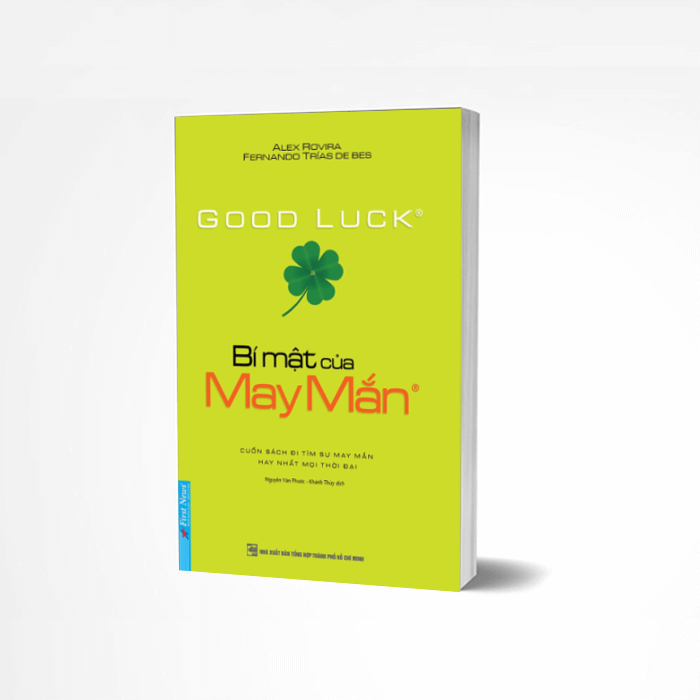 ALEX ROVIRA
FERNANDO TRÍAS DE BES
GOOD LUCK®
Bí mật của
May Mắn®
CUỐN SÁCH ĐI TÌM SỰ MAY MẮN
HAY NHẤT MỌI THỜI ĐẠI
Nguyễn Văn Phước - Khánh Thủy dịch
First News
NHÀ XUẤT BẢN TỔNG HỢP THÀNH PHỐ HỒ CHÍ MINH